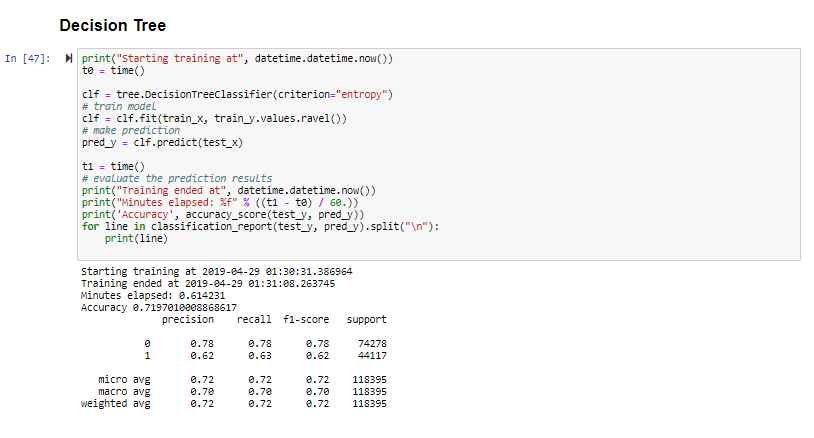 Decision Tree
In [47]:
print("Starting training at", datetime.datetime.now())
t0 = time()
clf = tree.DecisionTreeClassifier(criterion="entropy")
# train model
clf = clf.fit(train_x, train_y.values.ravel())
# make prediction
pred_y = clf.predict(test_x)
t1 = time()
# evaluate the prediction results
print("Training ended at", datetime.datetime.now())
print("Minutes elapsed: %f" % ((t1 - t0) / 60.))
print('Accuracy', accuracy_score(test_y, pred_y))
for line in classification_report(test_y, pred_y).split("\n"):
    print(line)
Starting training at 2019-04-29 01:30:31.386964
Training ended at 2019-04-29 01:31:08.263745
Minutes elapsed: 0.614231
Accuracy 0.7197010008868617
precision recall f1-score support
0 0.78 0.78 0.78 74278
1 0.62 0.63 0.62 44117
micro avg 0.72 0.72 0.72 118395
macro avg 0.70 0.70 0.70 118395
weighted avg 0.72 0.72 0.72 118395